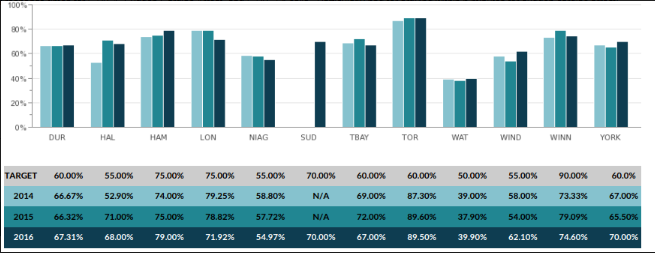 100%
80%
60%
40%
20%
0%
DUR HAL HAM LON NIAG SUD TBAY TOR WAT WIND WINN YORK
TARGET 60.00% 55.00% 75.00% 75.00% 55.00% 70.00% 60.00% 60.00% 50.00% 55.00% 90.00% 60.0%
2014 66.67% 52.90% 74.00% 79.25% 58.80% N/A 69.00% 87.30% 39.00% 58.00% 73.33% 67.00%
2015 66.32% 71.00% 75.00% 78.82% 57.72% N/A 72.00% 89.60% 37.90% 54.00% 79.09% 65.50%
2016 67.31% 68.00% 79.00% 71.92% 54.97% 70.00% 67.00% 89.50% 39.90% 62.10% 74.60% 70.00%